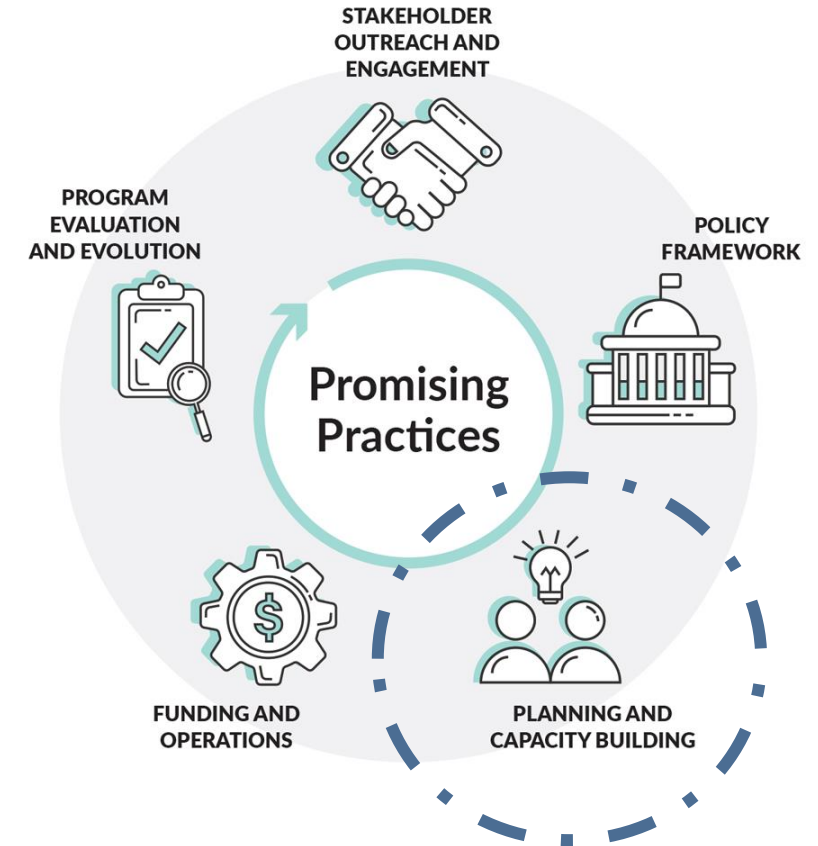 STAKEHOLDER
OUTREACH AND
ENGAGEMENT
PROGRAM
EVALUATION
AND EVOLUTION
POLICY
FRAMEWORK
Promising
Practices
$
FUNDING AND
OPERATIONS
PLANNING AND
CAPACITY BUILDING